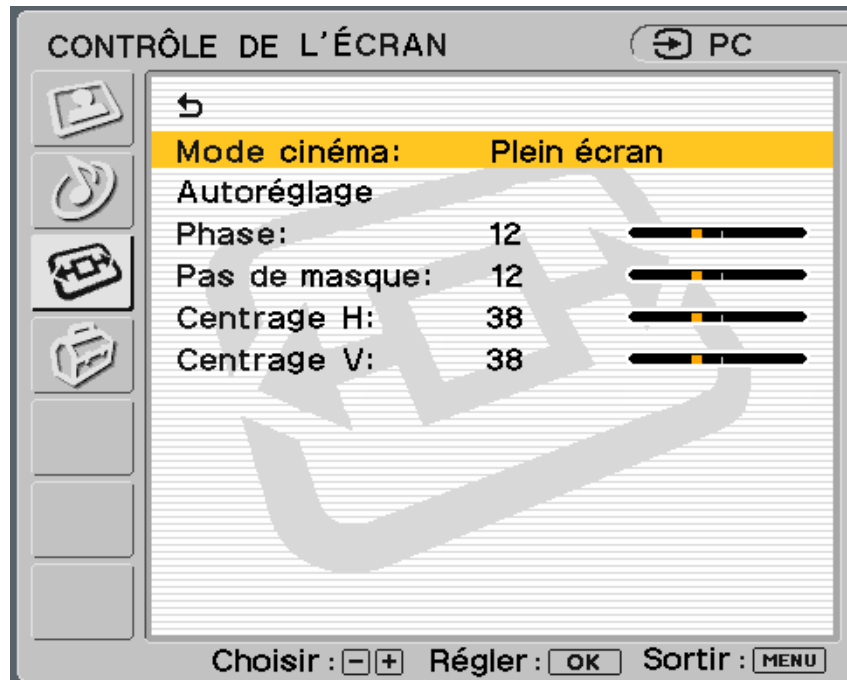 CONTRÔLE DE L'ÉCRAN PC
Mode cinéma: Plein écran
Autoréglage
Phase: 12
Pas de masque: 12
Centrage H: 38
Centrage V: 38
Choisir : - + Régler : OK Sortir : MENU